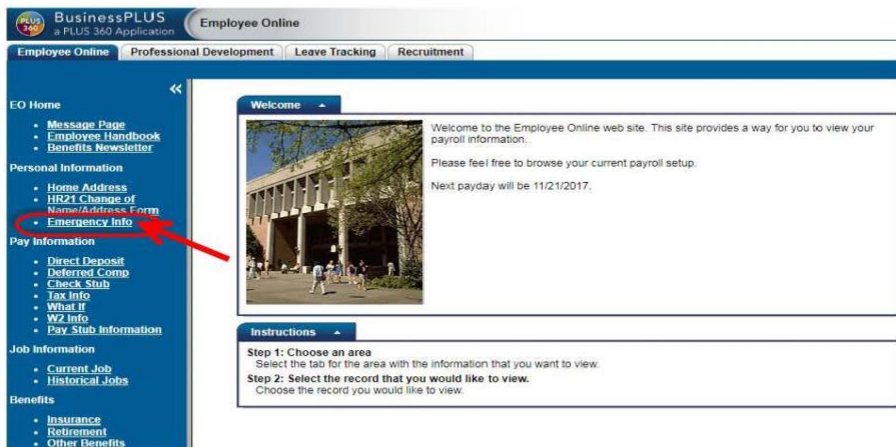 PLUS 360
BusinessPLUS
a PLUS 360 Application
Employee Online
Employee Online
Professional Development
Leave Tracking
Recruitment
«
EO Home
• Message Page
• Employee Handbook
• Benefits Newsletter
Personal Information
• Home Address
• HR21 Change of
Name/Address Form
• Emergency Info
Pay Information
• Direct Deposit
• Deferred Comp
• Check Stub
• Tax Info
• What If
• W2 Info
• Pay Stub Information
Job Information
• Current Job
• Historical Jobs
Benefits
• Insurance
• Retirement
• Other Benefits
Welcome
Welcome to the Employee Online web site. This site provides a way for you to view your
payroll information.
Please feel free to browse your current payroll setup.
Next payday will be 11/21/2017.
Instructions
Step 1: Choose an area
Select the tab for the area with the information that you want to view.
Step 2: Select the record that you would like to view.
Choose the record you would like to view.